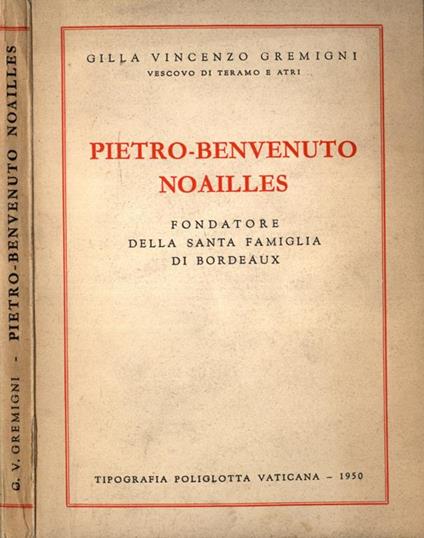 G. V. GREMIGNI - PIETRO-BENVENUTO NOAILLES
GILLA VINCENZO GREMIGNI
VESCOVO DI TERAMO E ATRI
PIETRO-BENVENUTO
NOAILLES
FONDATORE
DELLA SANTA FAMIGLIA
DI BORDEAUX
TIPOGRAFIA POLIGLOTTA VATICANA – 1950